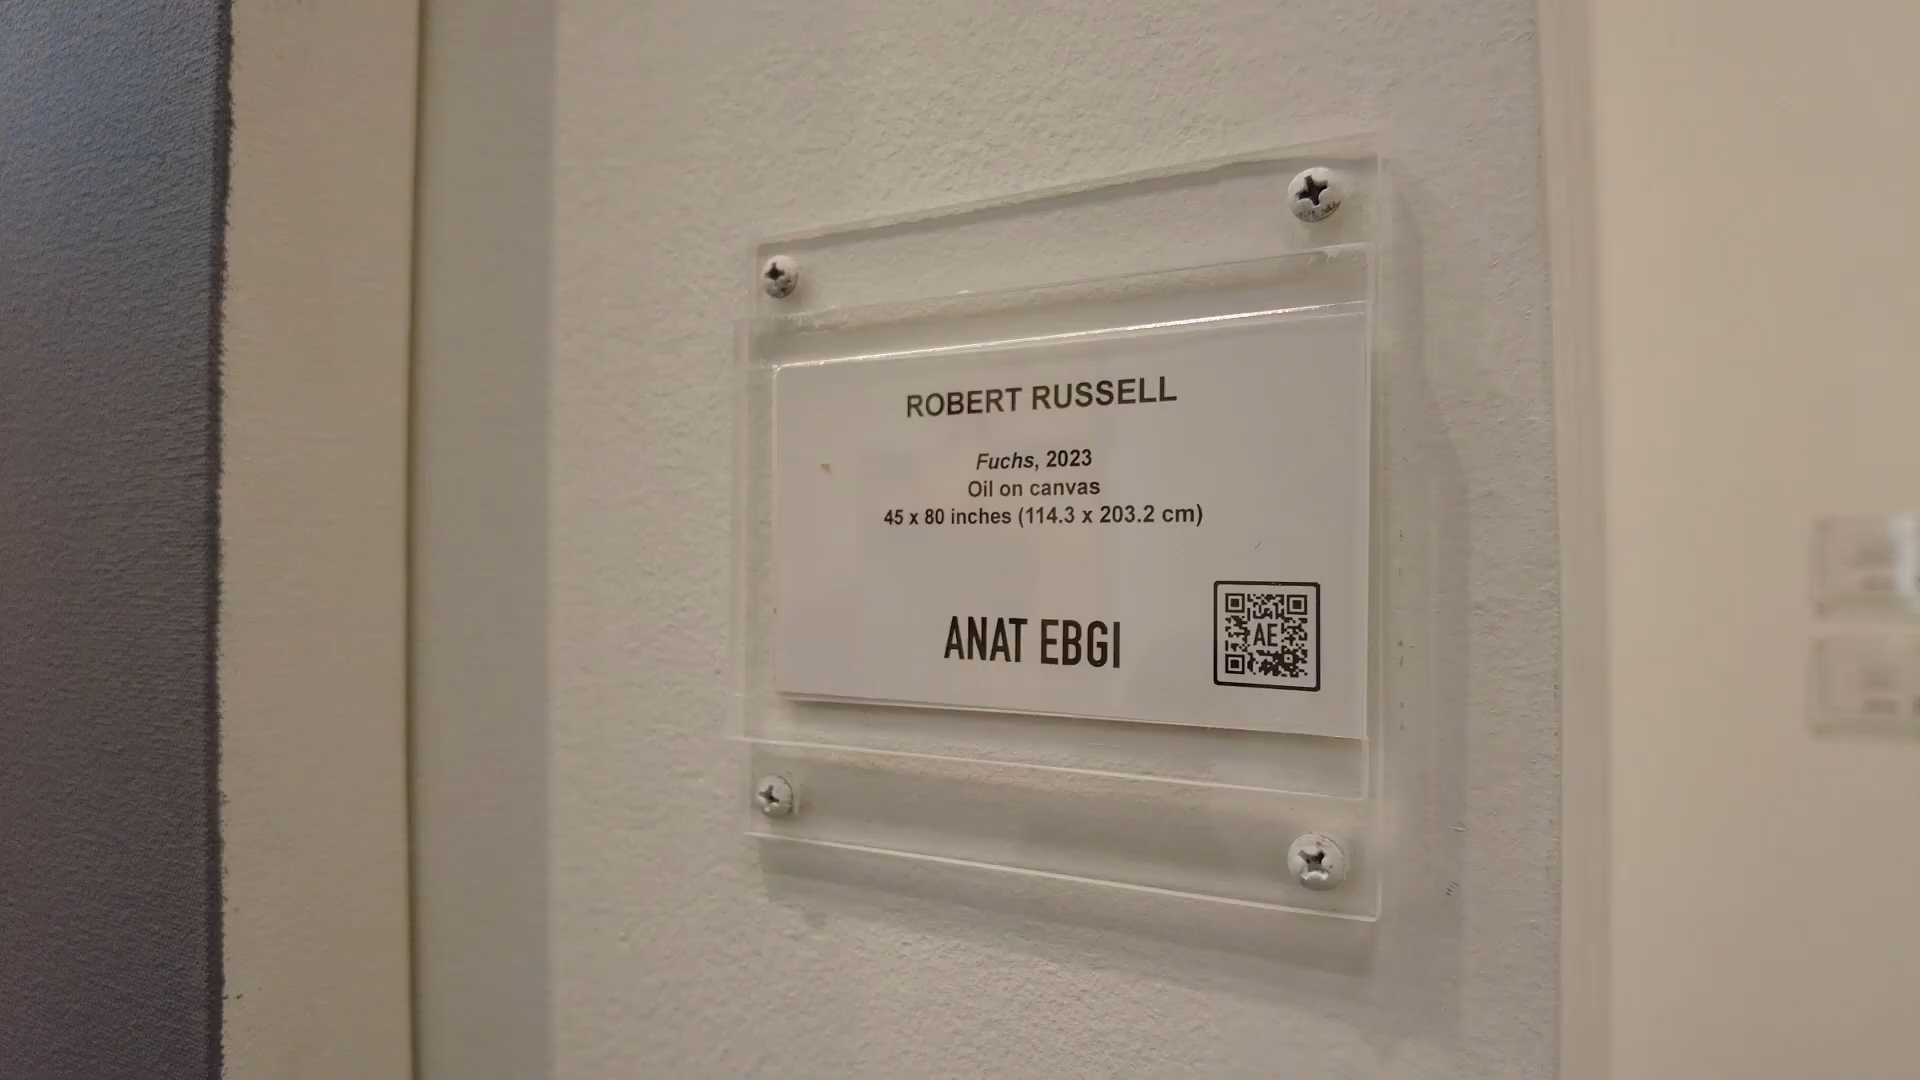 ROBERT RUSSELL
Fuchs, 2023
Oil on canvas
45 x 80 inches (114.3 x 203.2 cm)
ANAT EBGI
AE